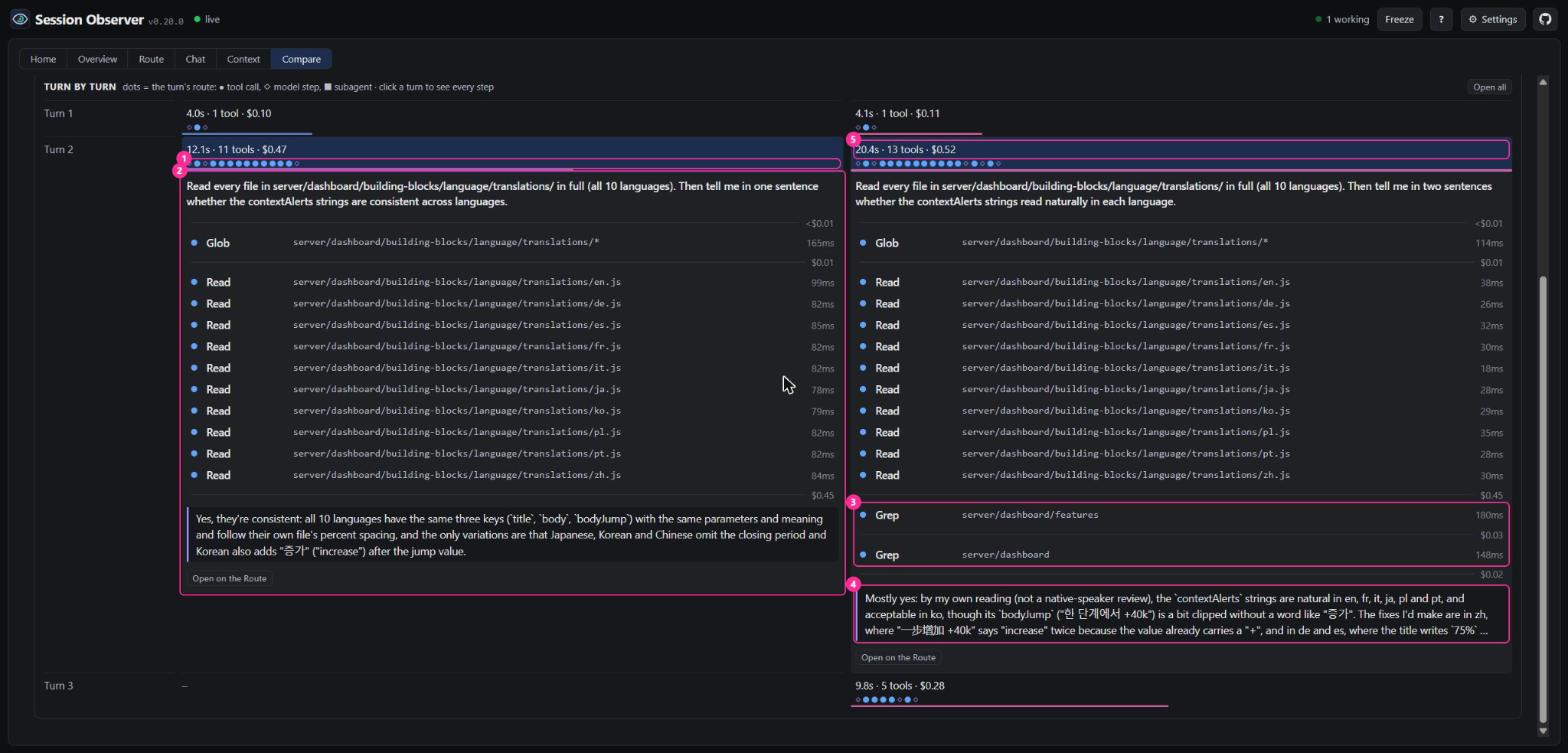 Session Observer v0.20.0 live
1 working Freeze ? Settings
Home Overview Route Chat Context Compare
TURN BY TURN dots = the turn's route: ● tool call, ◇ model step, ■ subagent · click a turn to see every step
Open all
Turn 1
4.0s · 1 tool · $0.10
4.1s · 1 tool · $0.11
Turn 2
12.1s · 11 tools · $0.47
1
2
Read every file in server/dashboard/building-blocks/language/translations/ in full (all 10 languages). Then tell me in one sentence
whether the contextAlerts strings are consistent across languages.
<$0.01
Glob server/dashboard/building-blocks/language/translations/* 165ms
$0.01
Read server/dashboard/building-blocks/language/translations/en.js 99ms
Read server/dashboard/building-blocks/language/translations/de.js 82ms
Read server/dashboard/building-blocks/language/translations/es.js 85ms
Read server/dashboard/building-blocks/language/translations/fr.js 82ms
Read server/dashboard/building-blocks/language/translations/it.js 82ms
Read server/dashboard/building-blocks/language/translations/ja.js 78ms
Read server/dashboard/building-blocks/language/translations/ko.js 79ms
Read server/dashboard/building-blocks/language/translations/pl.js 82ms
Read server/dashboard/building-blocks/language/translations/pt.js 82ms
Read server/dashboard/building-blocks/language/translations/zh.js 84ms
$0.45
Yes, they're consistent: all 10 languages have the same three keys (`title`, `body`, `bodyJump`) with the same parameters and meaning
and follow their own file's percent spacing, and the only variations are that Japanese, Korean and Chinese omit the closing period and
Korean also adds "증가" ("increase") after the jump value.
Open on the Route
5
20.4s · 13 tools · $0.52
Read every file in server/dashboard/building-blocks/language/translations/ in full (all 10 languages). Then tell me in two sentences
whether the contextAlerts strings read naturally in each language.
<$0.01
Glob server/dashboard/building-blocks/language/translations/* 114ms
$0.01
Read server/dashboard/building-blocks/language/translations/en.js 38ms
Read server/dashboard/building-blocks/language/translations/de.js 26ms
Read server/dashboard/building-blocks/language/translations/es.js 32ms
Read server/dashboard/building-blocks/language/translations/fr.js 30ms
Read server/dashboard/building-blocks/language/translations/it.js 18ms
Read server/dashboard/building-blocks/language/translations/ja.js 28ms
Read server/dashboard/building-blocks/language/translations/ko.js 29ms
Read server/dashboard/building-blocks/language/translations/pl.js 35ms
Read server/dashboard/building-blocks/language/translations/pt.js 28ms
Read server/dashboard/building-blocks/language/translations/zh.js 30ms
$0.45
3
Grep server/dashboard/features 180ms
$0.03
Grep server/dashboard 148ms
$0.02
4
Mostly yes: by my own reading (not a native-speaker review), the `contextAlerts` strings are natural in en, fr, it, ja, pl and pt, and
acceptable in ko, though its `bodyJump` ("한 단계에서 +40k") is a bit clipped without a word like "증가". The fixes I'd make are in zh,
where "一步增加 +40k" says "increase" twice because the value already carries a "+", and in de and es, where the title writes `75%` ...
Open on the Route
Turn 3
–
9.8s · 5 tools · $0.28